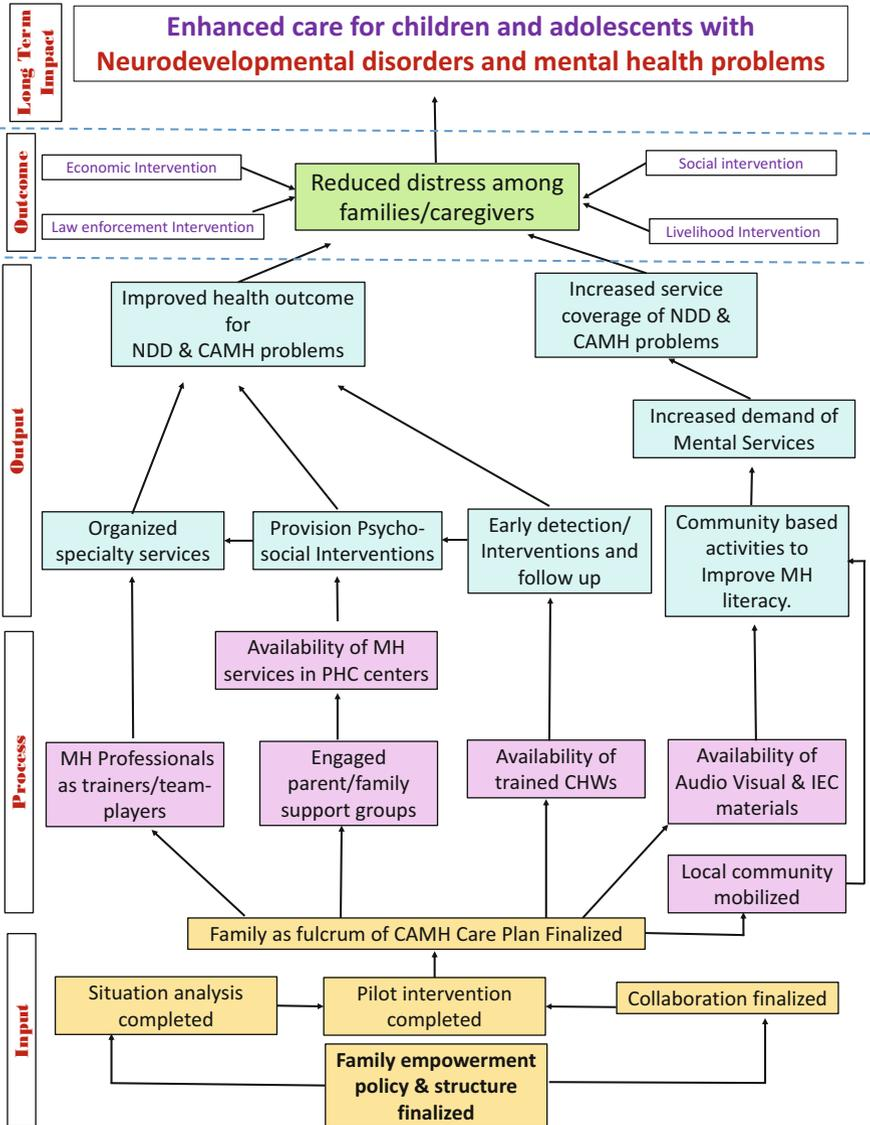 Long Term
Impact
Enhanced care for children and adolescents with
Neurodevelopmental disorders and mental health problems
Outcome
Economic Intervention
Law enforcement Intervention
Reduced distress among
families/caregivers
Social intervention
Livelihood Intervention
Output
Improved health outcome
for
NDD & CAMH problems
Increased service
coverage of NDD &
CAMH problems
Increased demand of
Mental Services
Organized
specialty services
Provision Psycho-
social Interventions
Early detection/
Interventions and
follow up
Community based
activities to
Improve MH
literacy.
Process
Availability of MH
services in PHC centers
MH Professionals
as trainers/team-
players
Engaged
parent/family
support groups
Availability of
trained CHWs
Availability of
Audio Visual & IEC
materials
Local community
mobilized
Family as fulcrum of CAMH Care Plan Finalized
Input
Situation analysis
completed
Pilot intervention
completed
Collaboration finalized
Family empowerment
policy & structure
finalized